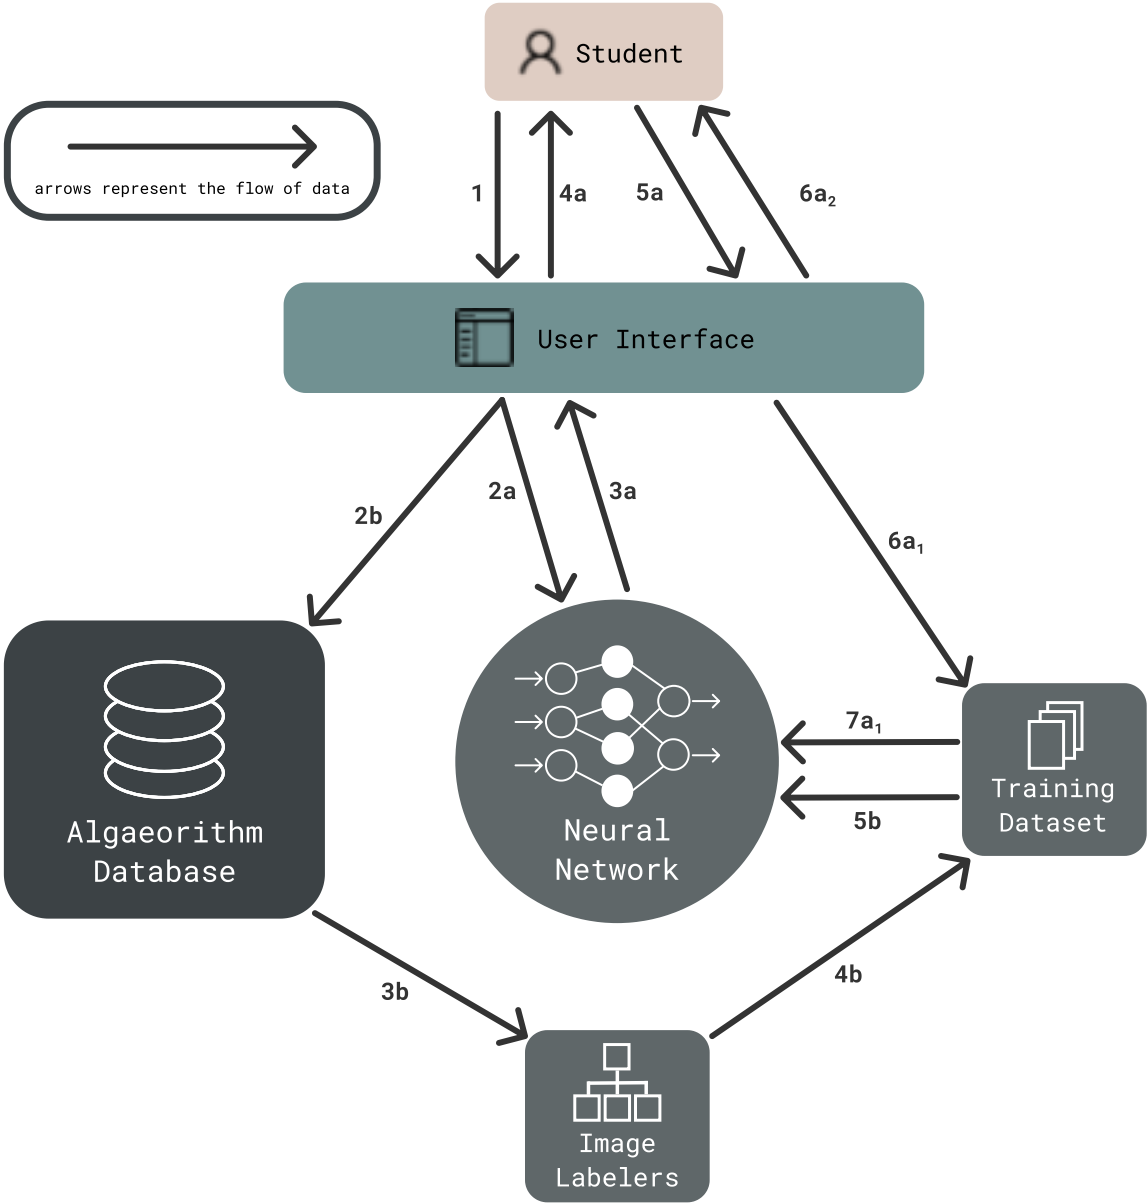 Student
arrows represent the flow of data
1
4a
5a
6a₂
User Interface
2b
2a
3a
6a₁
Algaeorithm
Database
Neural
Network
7a₁
5b
Training
Dataset
3b
4b
Image
Labelers